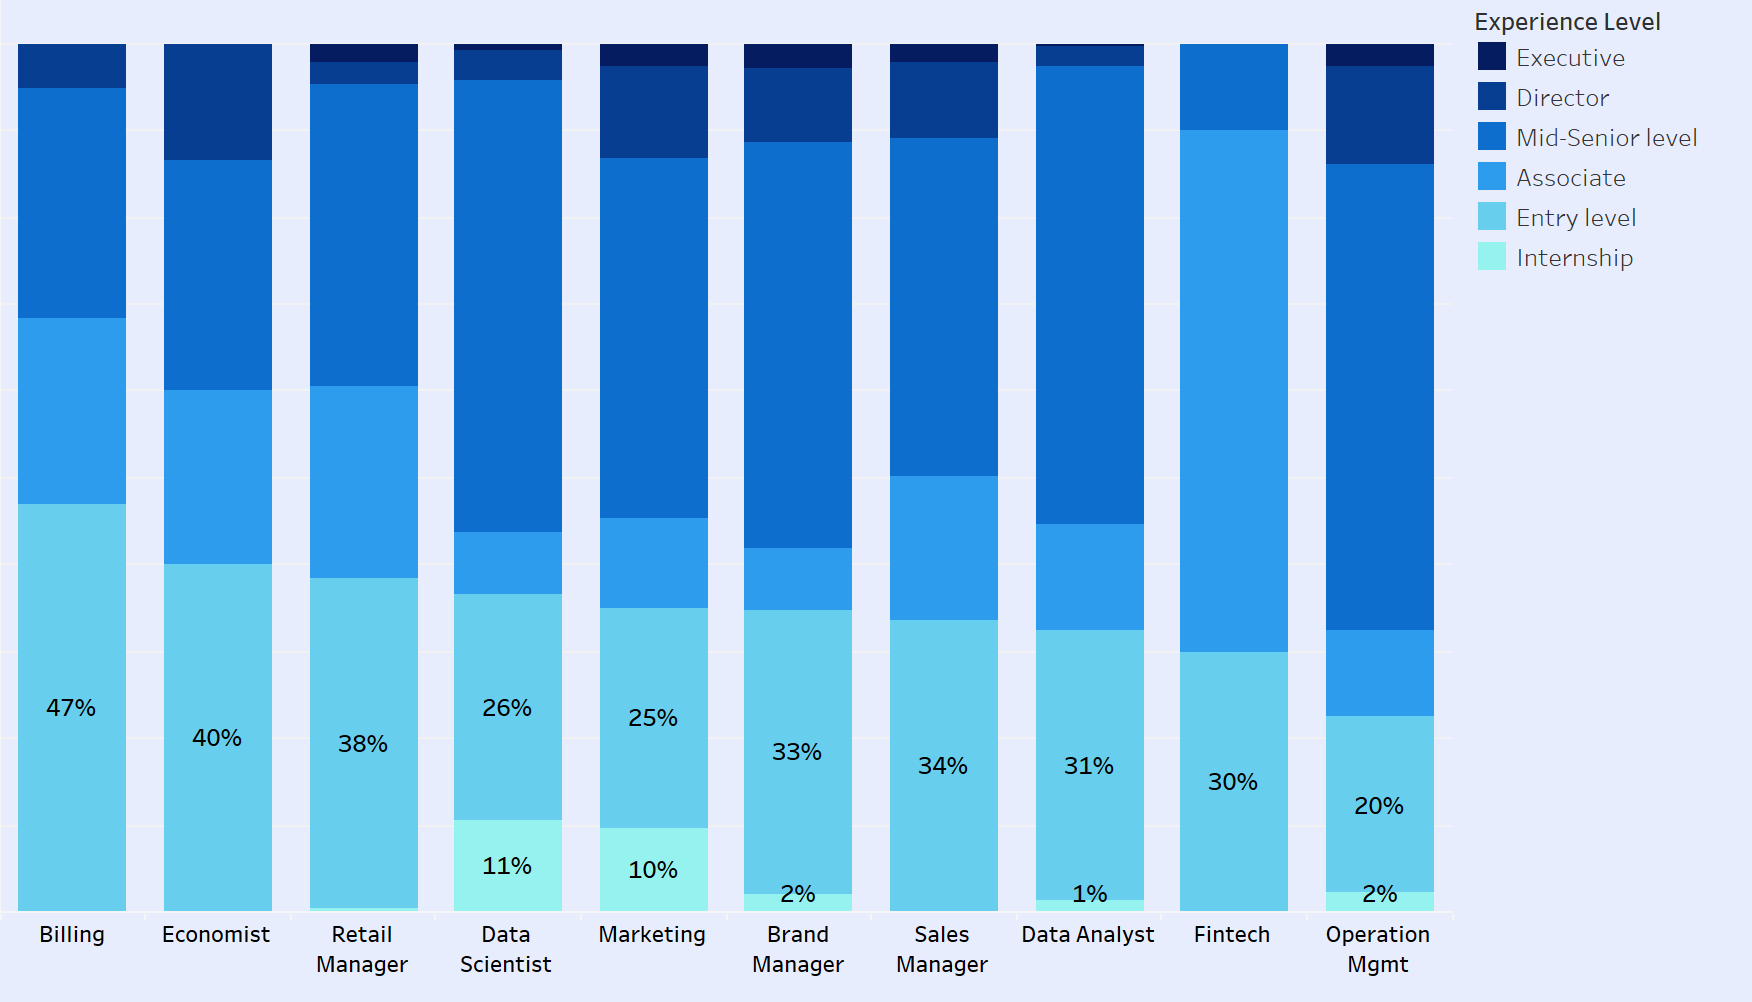 Experience Level
Executive
Director
Mid-Senior level
Associate
Entry level
Internship
47%
40%
38%
26%
25%
33%
34%
31%
30%
20%
11%
10%
2%
1%
2%
Billing
Economist
Retail
Manager
Data
Scientist
Marketing
Brand
Manager
Sales
Manager
Data Analyst
Fintech
Operation
Mgmt